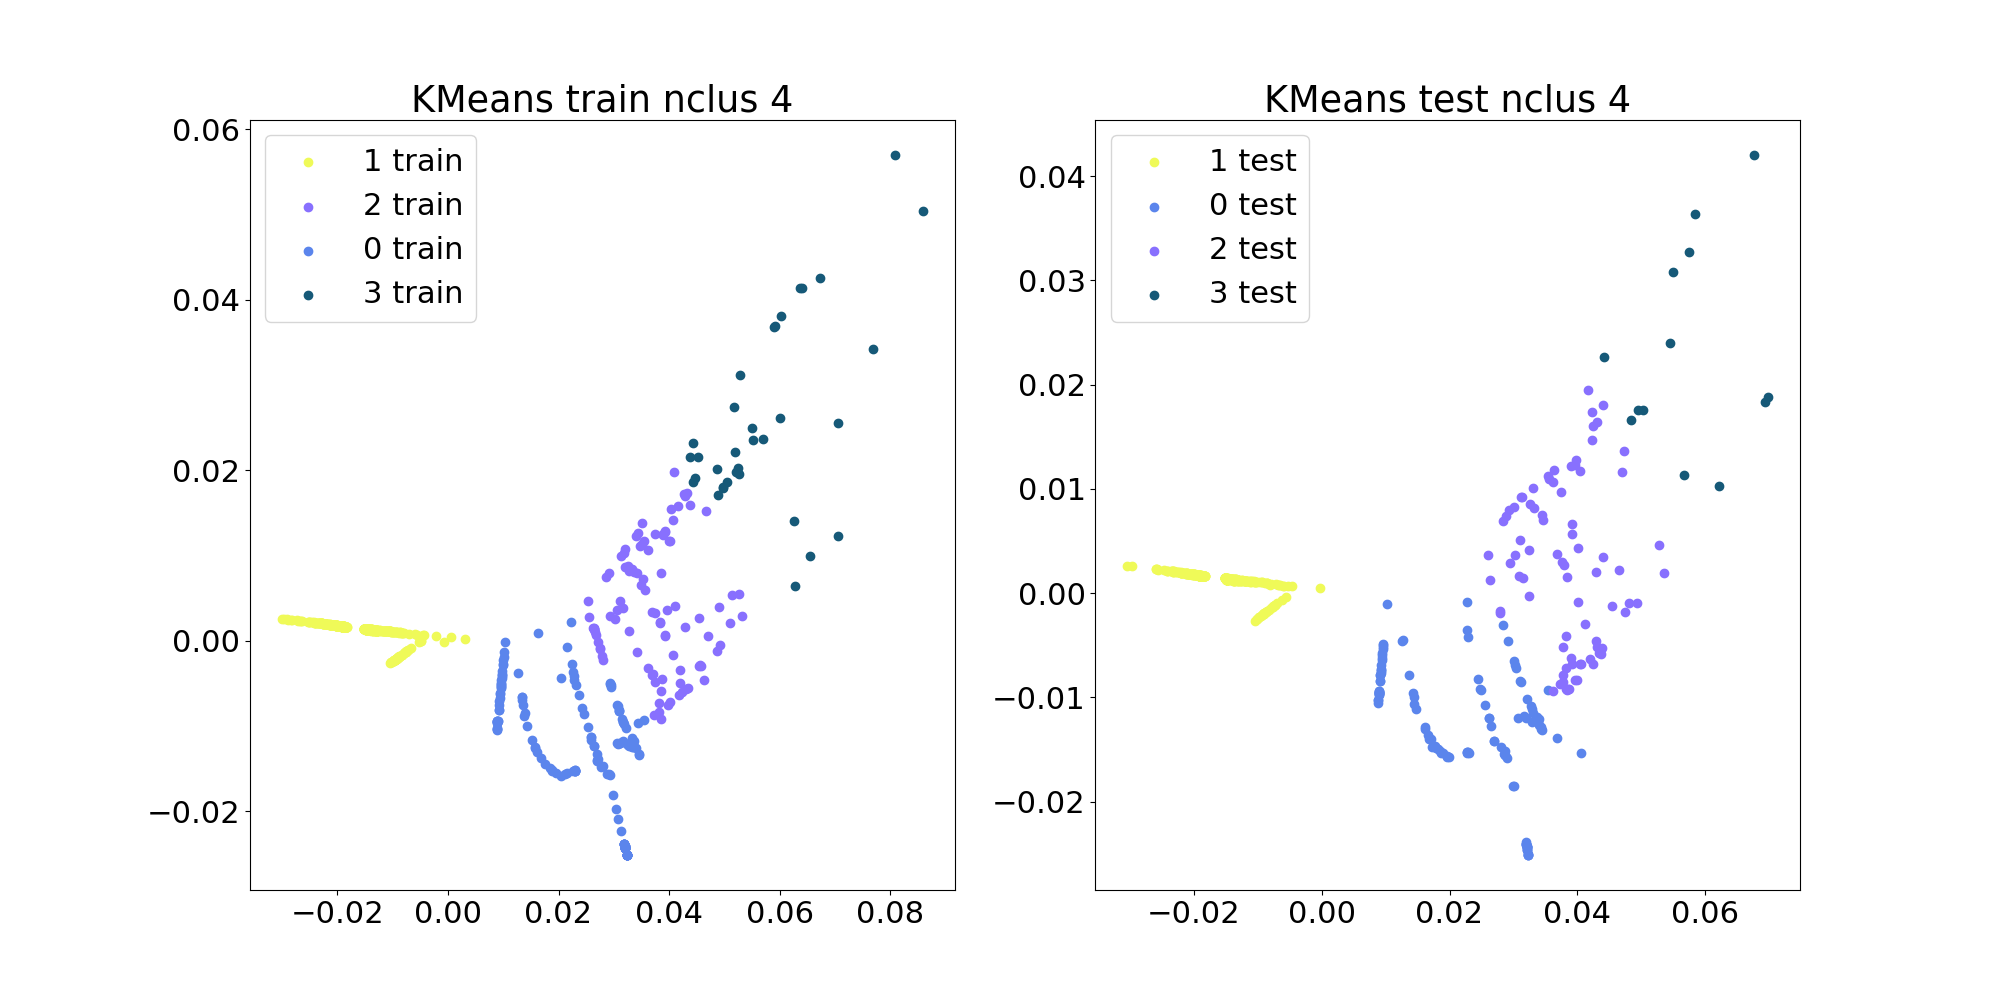 KMeans train nclus 4
0.06
0.04
0.02
0.00
−0.02
1 train
2 train
0 train
3 train
−0.02 0.00 0.02 0.04 0.06 0.08
KMeans test nclus 4
0.04
0.03
0.02
0.01
0.00
−0.01
−0.02
1 test
0 test
2 test
3 test
−0.02 0.00 0.02 0.04 0.06